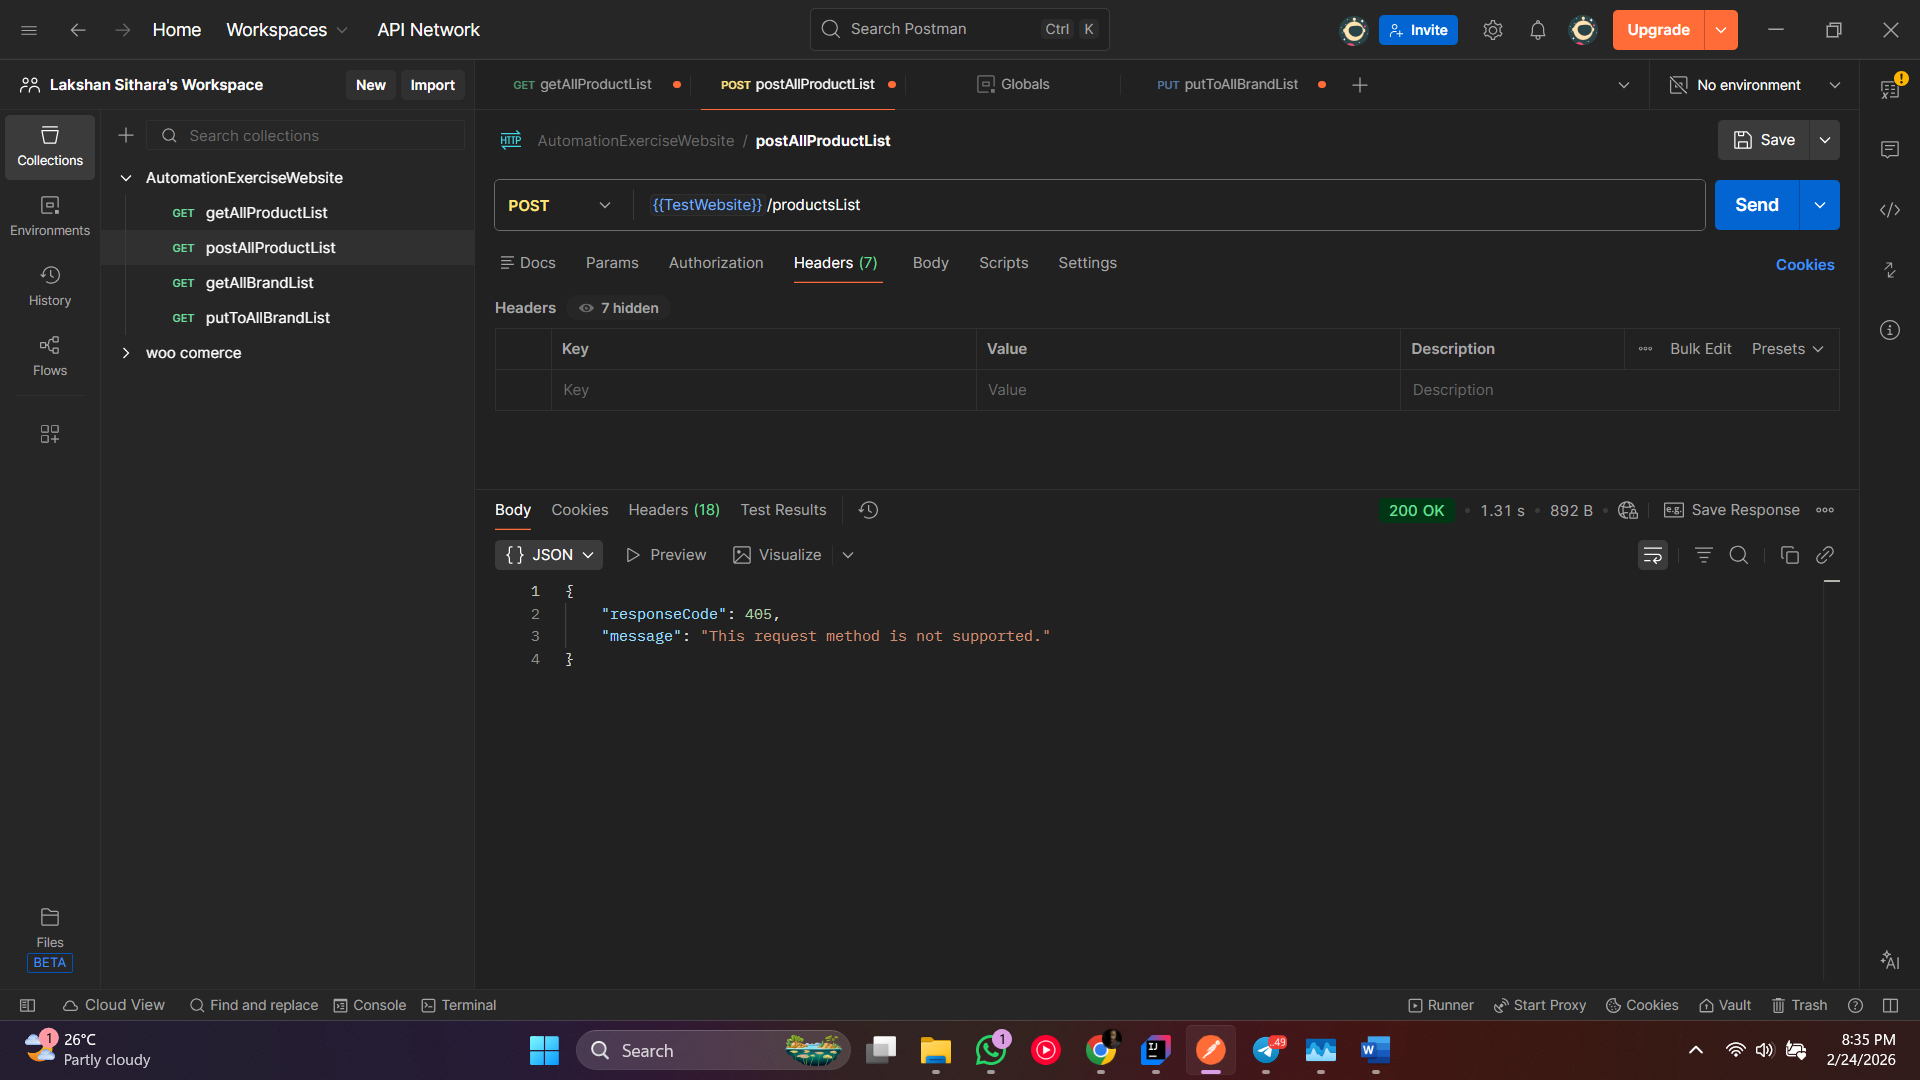 Home
Workspaces
API Network
Search Postman
Ctrl K
Invite
Upgrade
Lakshan Sithara's Workspace
New
Import
GET getAllProductList
POST postAllProductList
Globals
PUT putToAllBrandList
No environment
Collections
Environments
History
Flows
Files
BETA
Search collections
AutomationExerciseWebsite
GET getAllProductList
GET postAllProductList
GET getAllBrandList
GET putToAllBrandList
woo comerce
HTTP AutomationExerciseWebsite / postAllProductList
Save
POST {{TestWebsite}} /productsList
Send
Docs Params Authorization Headers (7) Body Scripts Settings
Cookies
Headers 7 hidden
Key Value Description Bulk Edit Presets
Key Value Description
Body Cookies Headers (18) Test Results
200 OK 1.31 s 892 B e.g. Save Response
{} JSON Preview Visualize
1 {
2 "responseCode": 405,
3 "message": "This request method is not supported."
4 }
AI
Cloud View Find and replace Console Terminal
Runner Start Proxy Cookies Vault Trash
1
26°C
Partly cloudy
Search
1
IJ
49
W
8:35 PM
2/24/2026